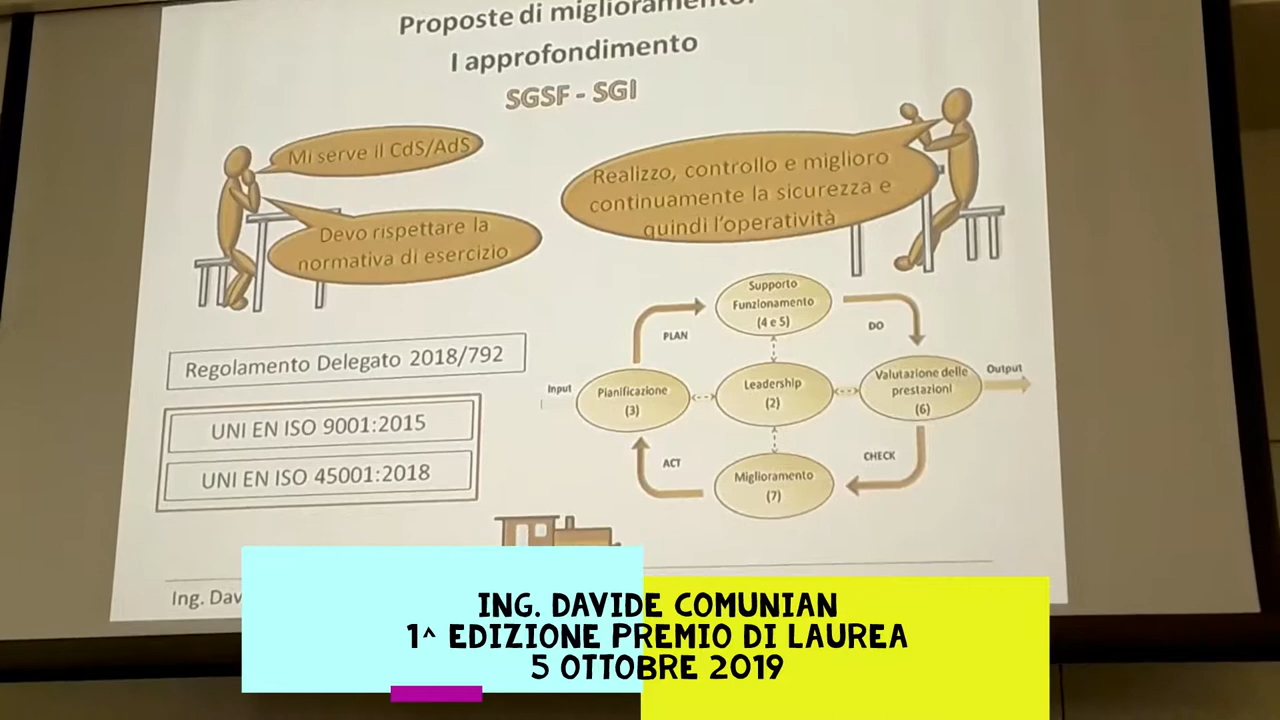 Proposte di miglioramento:
I approfondimento
SGSF - SGI
Mi serve il CdS/AdS
Devo rispettare la
normativa di esercizio
Realizzo, controllo e miglioro
continuamente la sicurezza e
quindi l'operatività
Regolamento Delegato 2018/792
UNI EN ISO 9001:2015
UNI EN ISO 45001:2018
Supporto
Funzionamento
(4 e 5)
PLAN
DO
Input
Pianificazione
(3)
Leadership
(2)
Valutazione delle
prestazioni
(6)
Output
ACT
CHECK
Miglioramento
(7)
Ing. Dav
ING. DAVIDE COMUNIAN
1^ EDIZIONE PREMIO DI LAUREA
5 OTTOBRE 2019